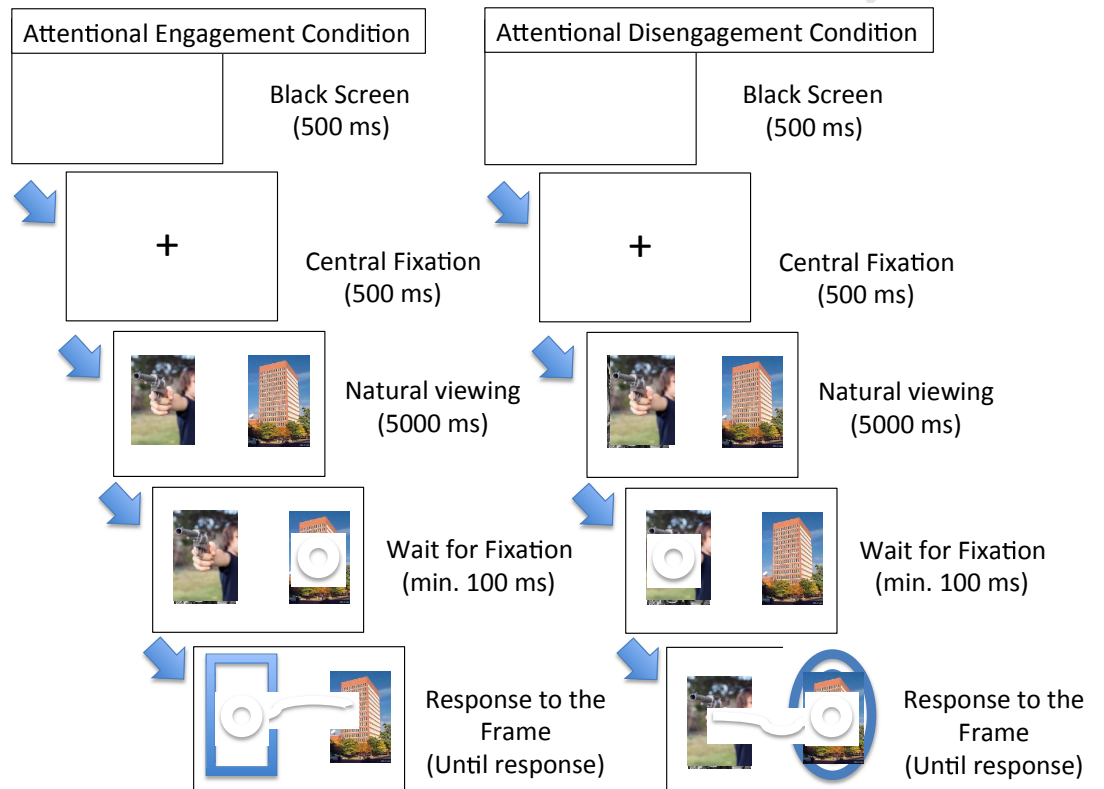 Attentional Engagement Condition
Black Screen
(500 ms)
+
Central Fixation
(500 ms)
Natural viewing
(5000 ms)
Wait for Fixation
(min. 100 ms)
Response to the
Frame
(Until response)
Attentional Disengagement Condition
Black Screen
(500 ms)
+
Central Fixation
(500 ms)
Natural viewing
(5000 ms)
Wait for Fixation
(min. 100 ms)
Response to the
Frame
(Until response)